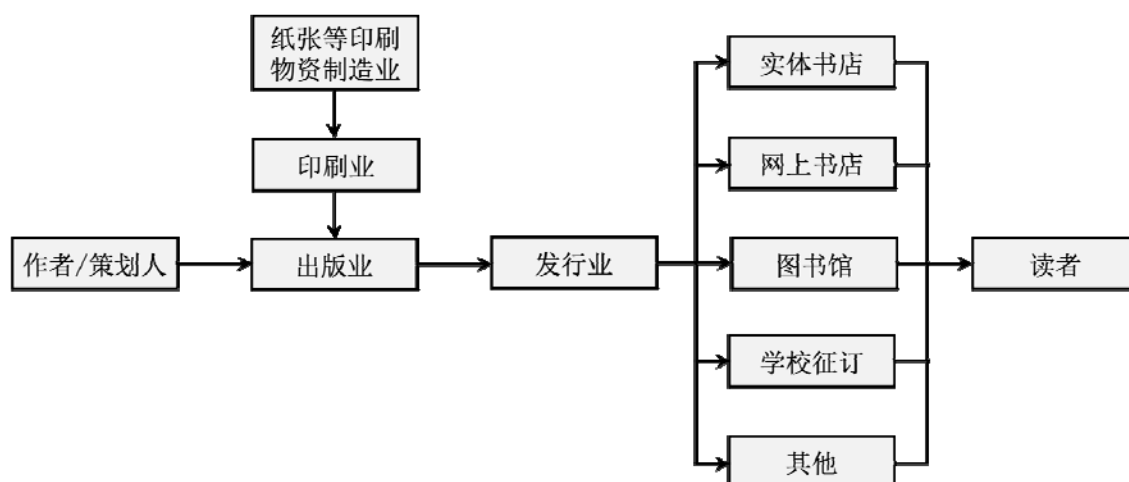 纸张等印刷
物资制造业
实体书店
印刷业
网上书店
作者/策划人
出版业
发行业
图书馆
读者
学校征订
其他